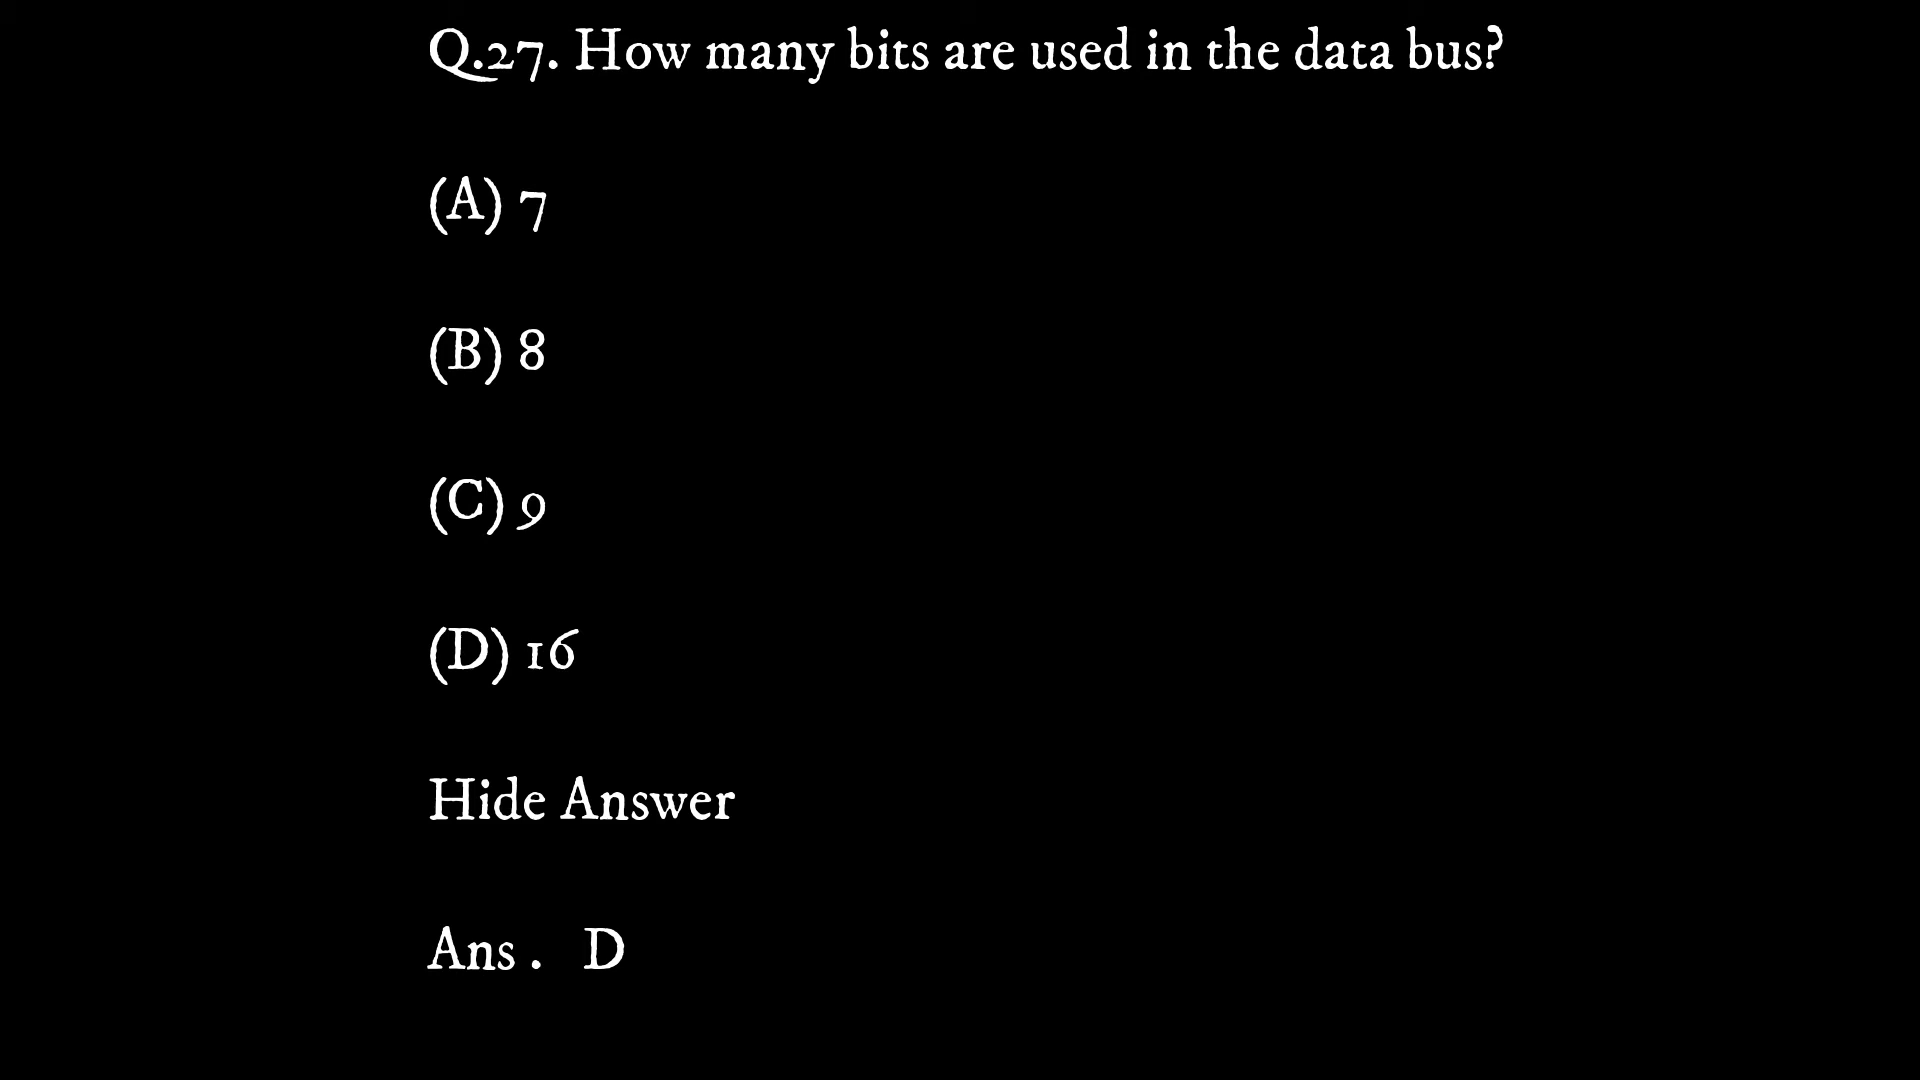 Q.27. How many bits are used in the data bus?
(A) 7
(B) 8
(C) 9
(D) 16
Hide Answer
Ans . D